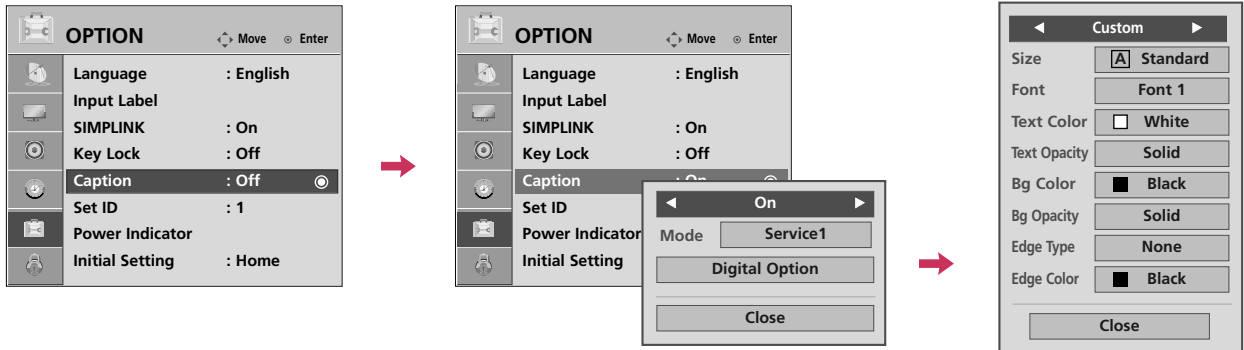 OPTION Move Enter
Language : English
Input Label
SIMPLINK : On
Key Lock : Off
Caption : Off
Set ID : 1
Power Indicator
Initial Setting : Home
OPTION Move Enter
Language : English
Input Label
SIMPLINK : On
Key Lock : Off
Caption : On
Set ID
Power Indicator
Initial Setting
On
Mode Service1
Digital Option
Close
Custom
Size A Standard
Font Font 1
Text Color White
Text Opacity Solid
Bg Color Black
Bg Opacity Solid
Edge Type None
Edge Color Black
Close